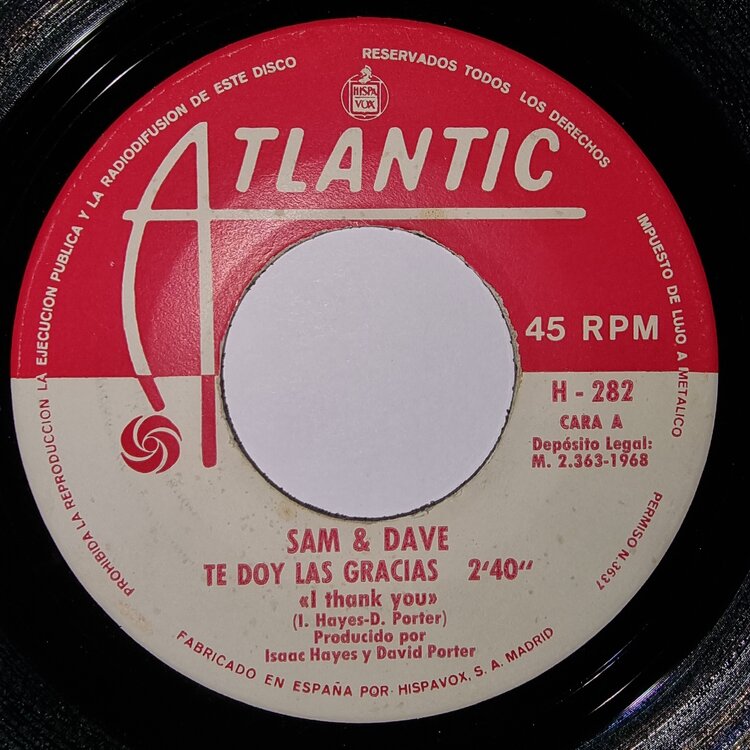 PROHIBIDA LA REPRODUCCION LA EJECUCION PUBLICA Y LA RADIODIFUSION DE ESTE DISCO
RESERVADOS TODOS LOS DERECHOS
IMPUESTO DE LUJO A METALICO
PERMISO N. 3637
HISPA
VOX
ATLANTIC
45 RPM
H - 282
CARA A
Depósito Legal:
M. 2.363-1968
SAM & DAVE
TE DOY LAS GRACIAS 2'40"
«I thank you»
(I. Hayes-D. Porter)
Producido por
Isaac Hayes y David Porter
FABRICADO EN ESPAÑA POR: HISPAVOX, S. A. MADRID